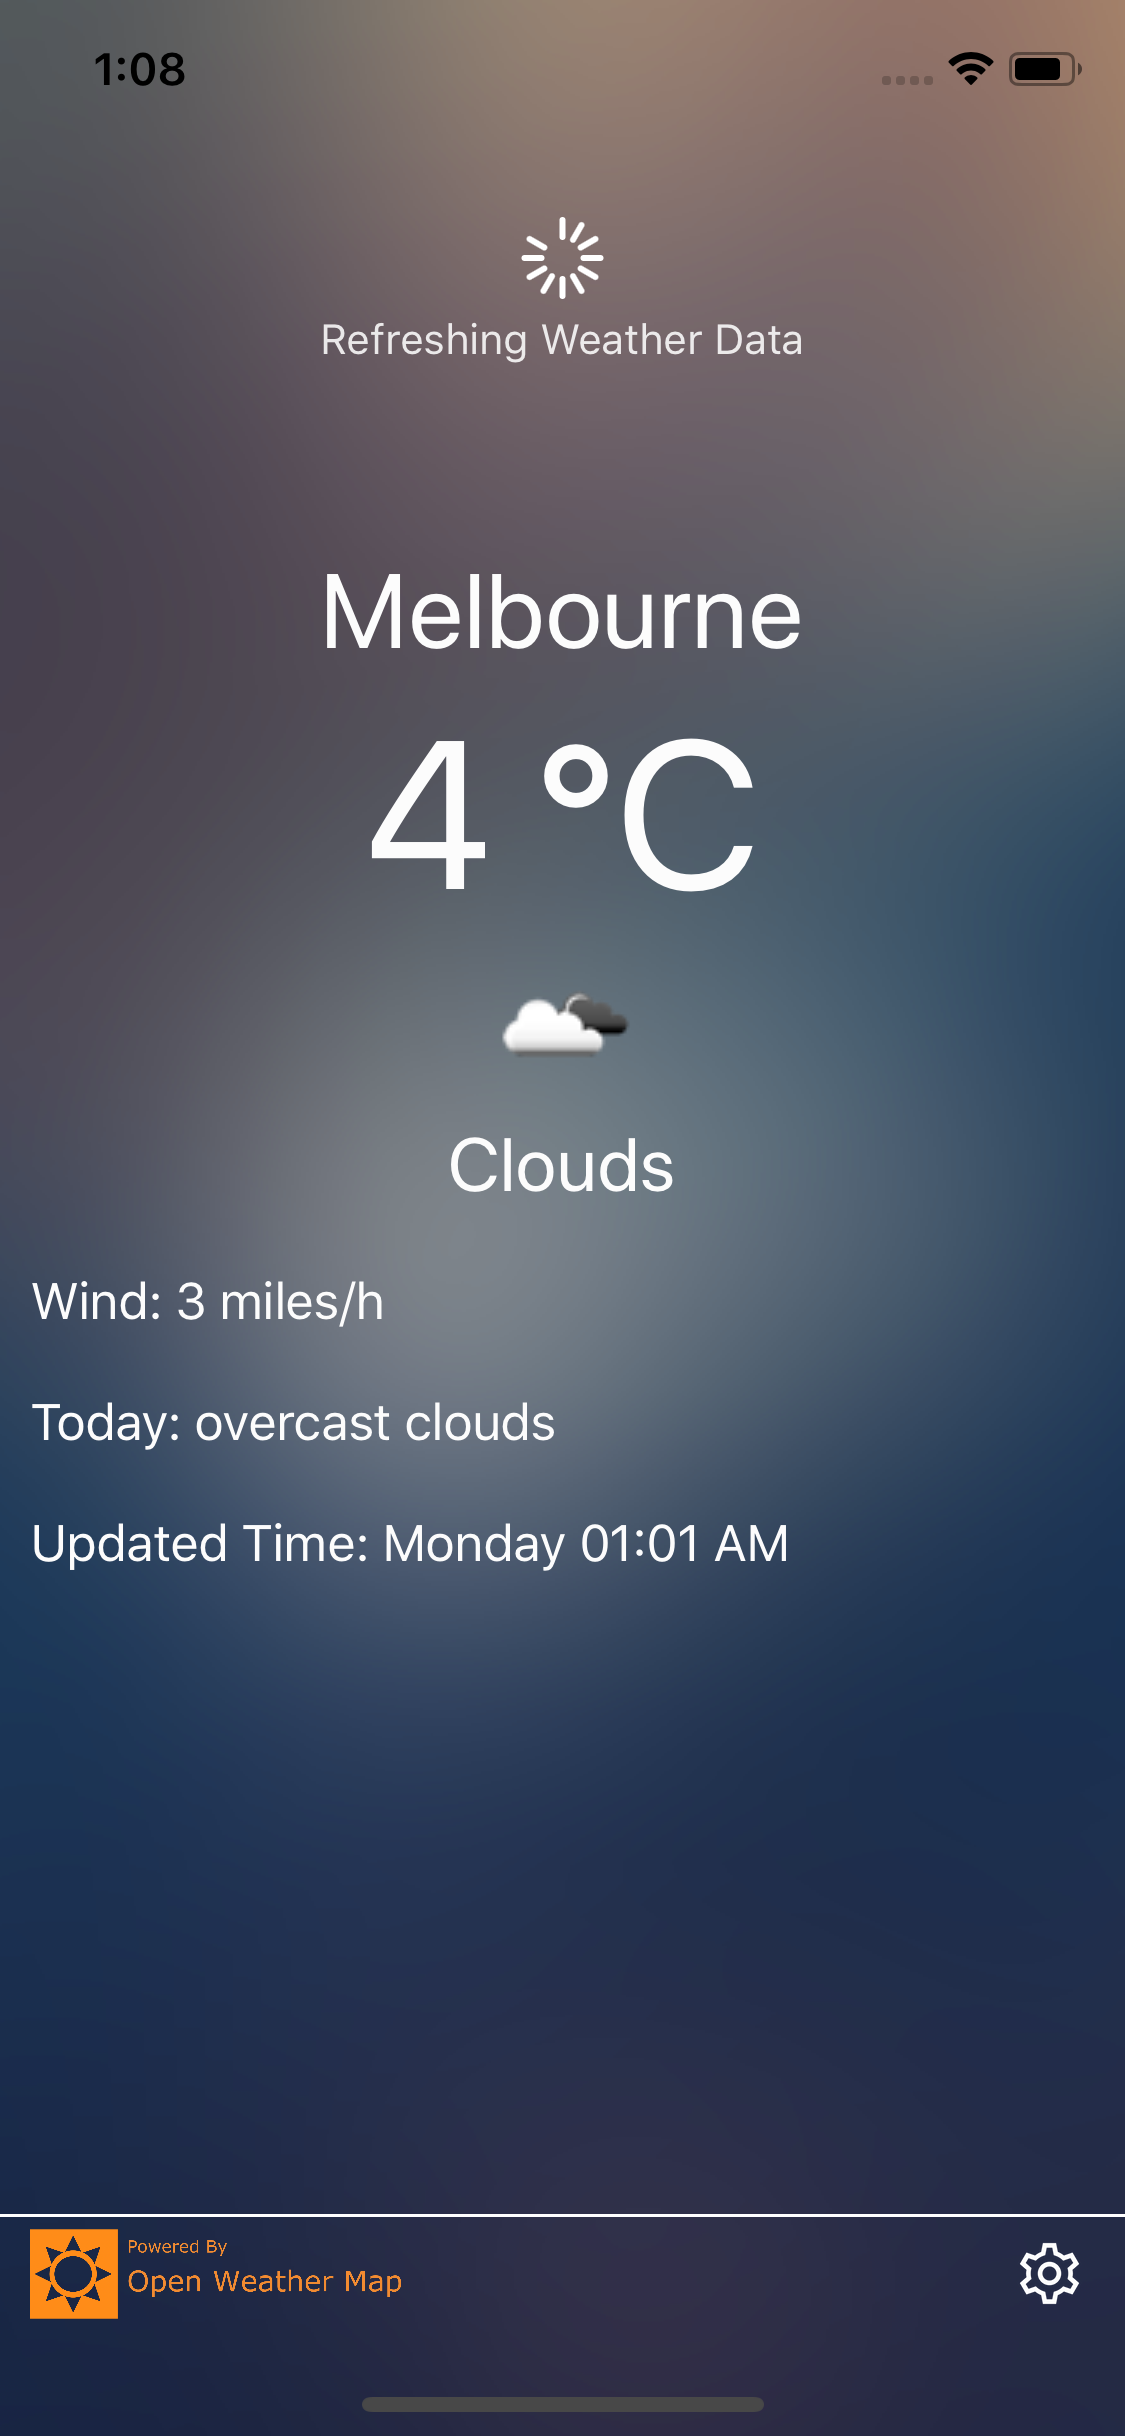 1:08
Refreshing Weather Data
Melbourne
4 °C
Clouds
Wind: 3 miles/h
Today: overcast clouds
Updated Time: Monday 01:01 AM
Powered By
Open Weather Map